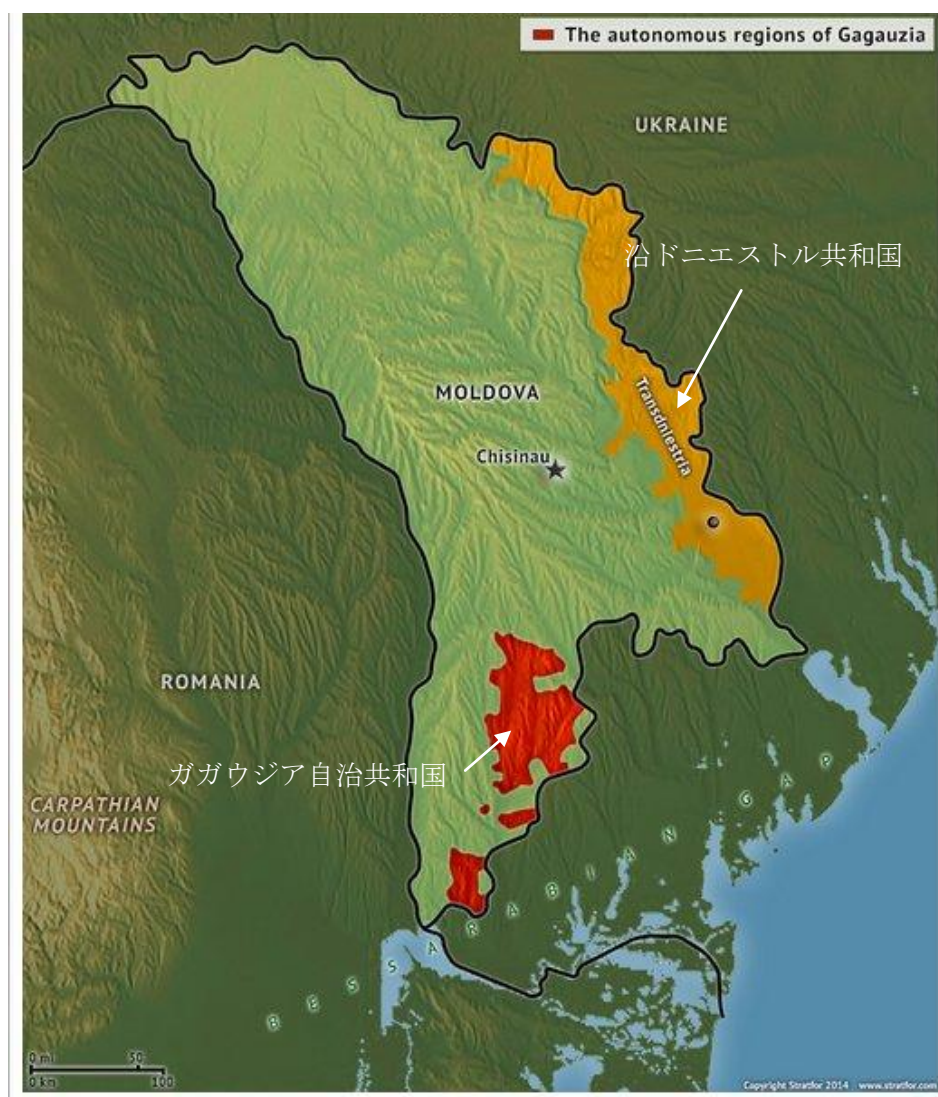 The autonomous regions of Gagauzia
UKRAINE
沿ドニエストル共和国
Transdniestria
MOLDOVA
Chisinau
ROMANIA
ガガウジア自治共和国
CARPATHIAN
MOUNTAINS
BESSARABIAN GAP
0 mi 50
0 km 100
Copyright Stratfor 2014 www.stratfor.com